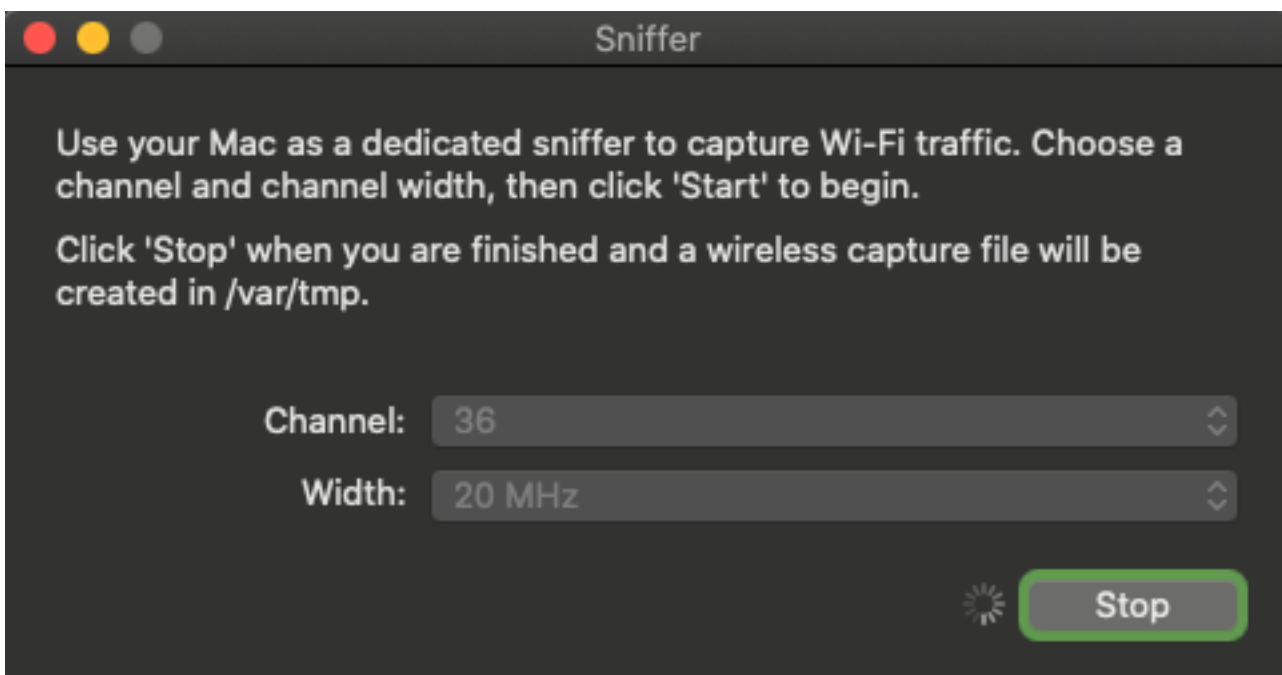 Sniffer
Use your Mac as a dedicated sniffer to capture Wi-Fi traffic. Choose a
channel and channel width, then click 'Start' to begin.
Click 'Stop' when you are finished and a wireless capture file will be
created in /var/tmp.
Channel: 36
Width: 20 MHz
Stop